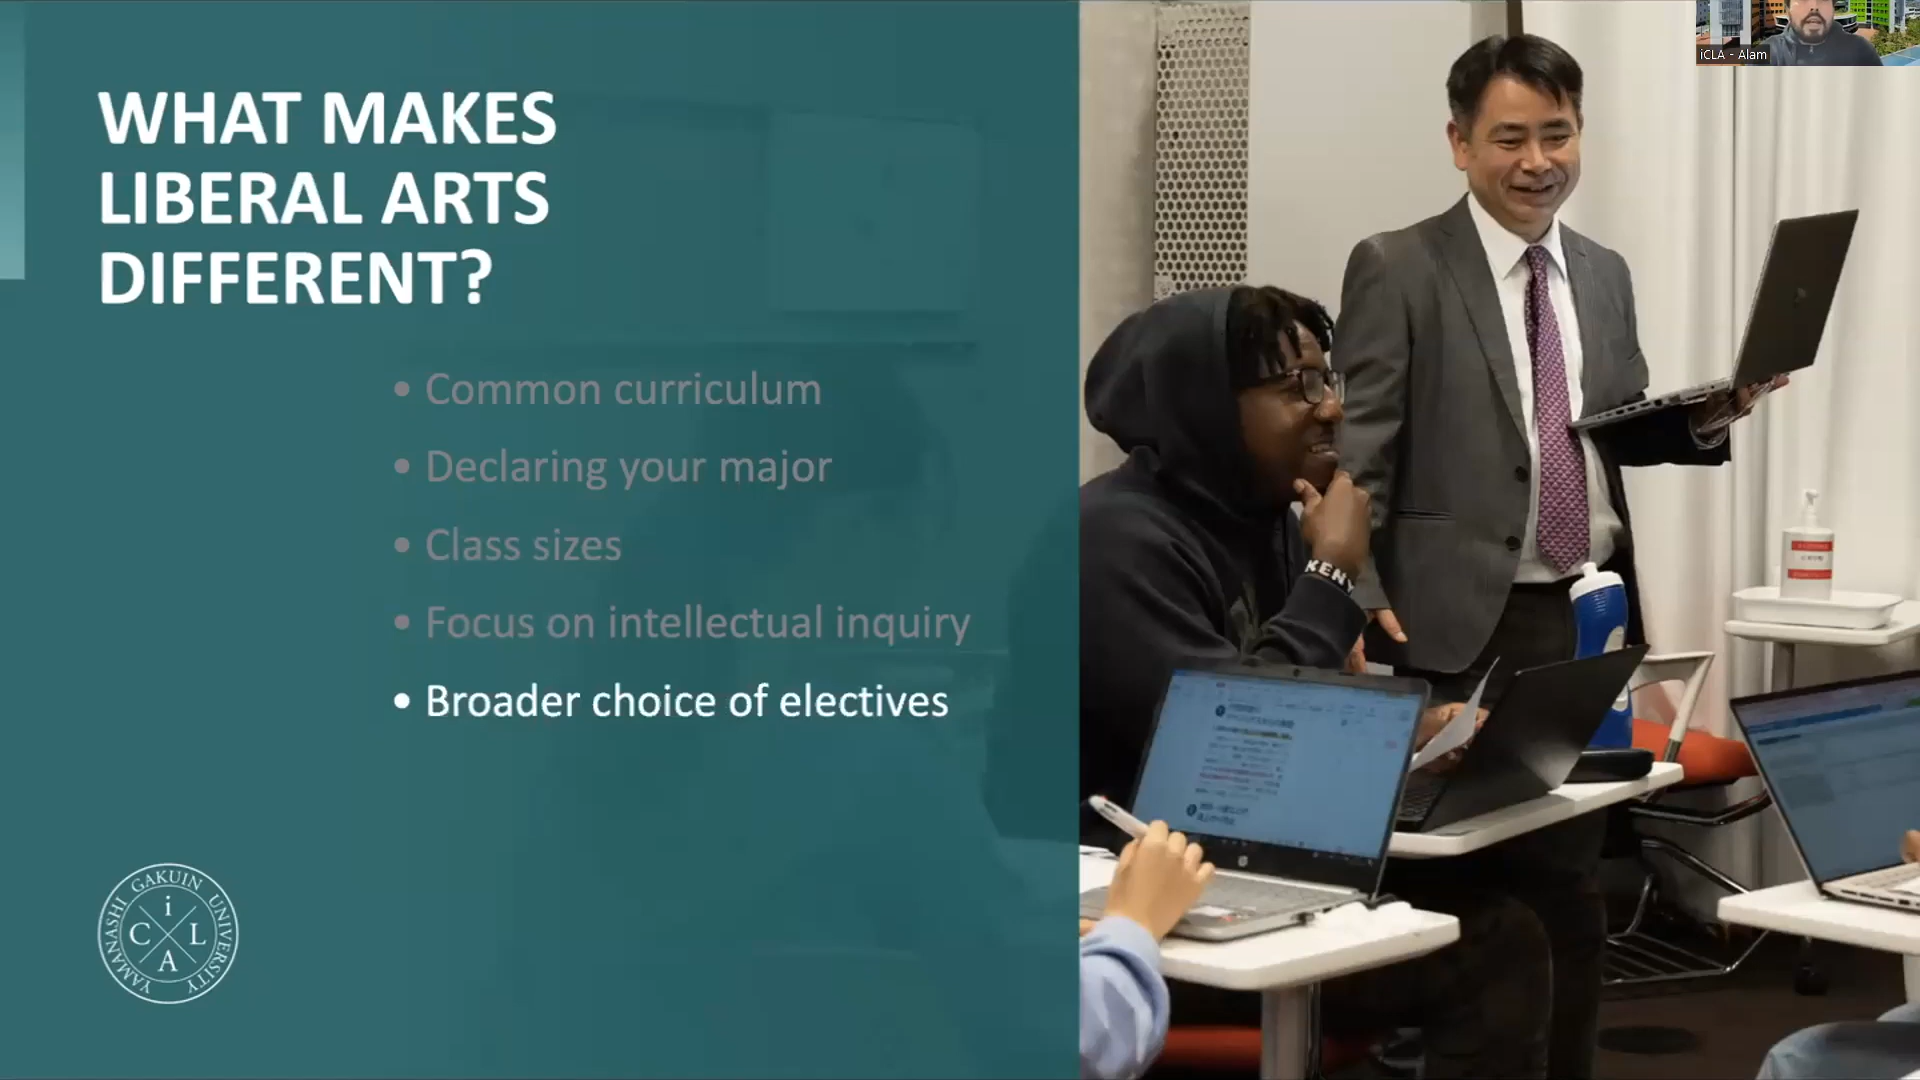 iCLA - Alam
WHAT MAKES
LIBERAL ARTS
DIFFERENT?
• Common curriculum
• Declaring your major
• Class sizes
• Focus on intellectual inquiry
• Broader choice of electives
YAMANASHI GAKUIN UNIVERSITY
i
C L
A
KENY